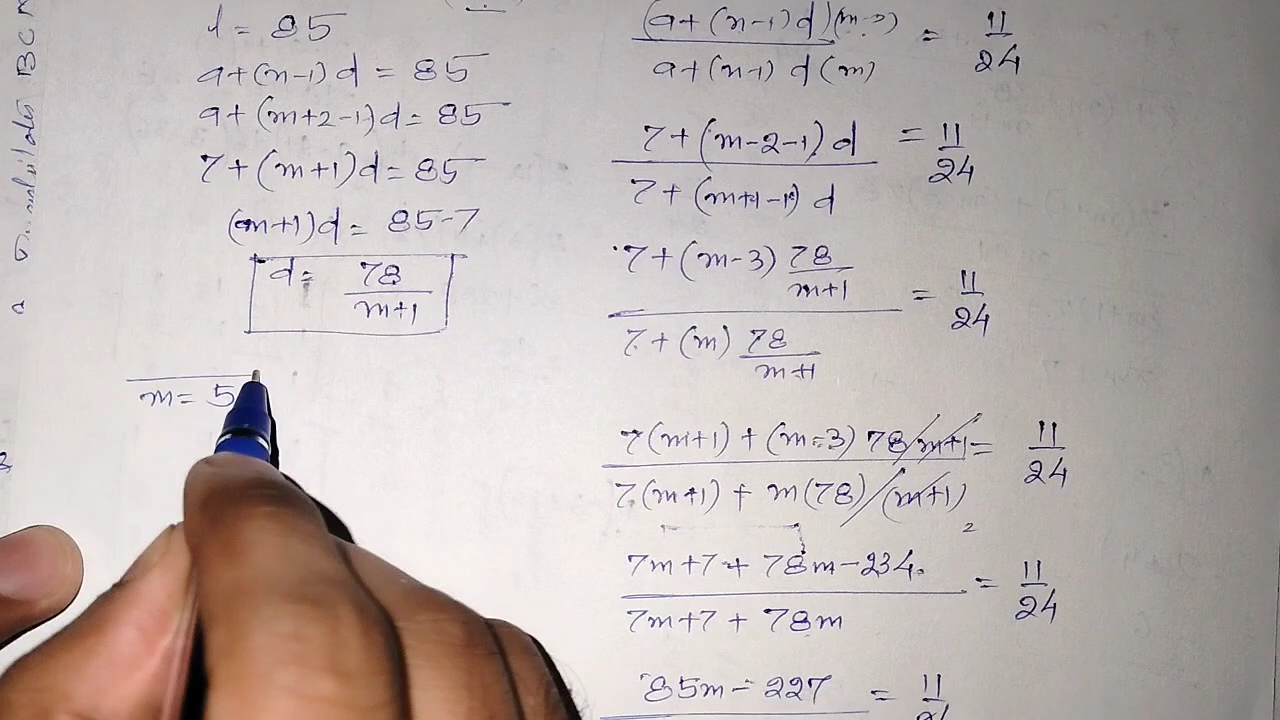 d = 85
a+(n-1)d = 85
a+(m+2-1)d = 85
7+(m+1)d = 85
(m+1)d = 85-7
d = 78/m+1
m = 5
(a+(n-1)d)(m-2) / a+(n-1)d(m) = 11/24
7+(m-2-1)d / 7+(m+1-1)d = 11/24
7+(m-3) 78/m+1 / 7+(m) 78/m+1 = 11/24
7(m+1)+(m-3) 78/m+1 / 7(m+1)+m(78)/(m+1) = 11/24
2
7m+7+78m-234 / 7m+7+78m = 11/24
85m-227 = 11